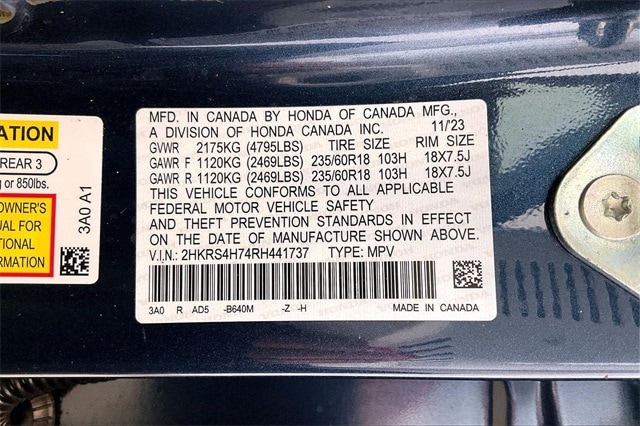 MFD. IN CANADA BY HONDA OF CANADA MFG.,
A DIVISION OF HONDA CANADA INC. 11/'23
GVWR 2175KG (4795LBS) TIRE SIZE RIM SIZE
GAWR F 1120KG (2469LBS) 235/60R18 103H 18X7.5J
GAWR R 1120KG (2469LBS) 235/60R18 103H 18X7.5J
THIS VEHICLE CONFORMS TO ALL APPLICABLE
FEDERAL MOTOR VEHICLE SAFETY
AND THEFT PREVENTION STANDARDS IN EFFECT
ON THE DATE OF MANUFACTURE SHOWN ABOVE.
V.I.N.: 2HKRS4H74RH441737 TYPE: MPV
3A0 R AD5 -B640M -Z -H MADE IN CANADA
ATION
REAR 3
g or 850lbs.
OWNER'S
UAL FOR
TIONAL
FORMATION
3A0 A1